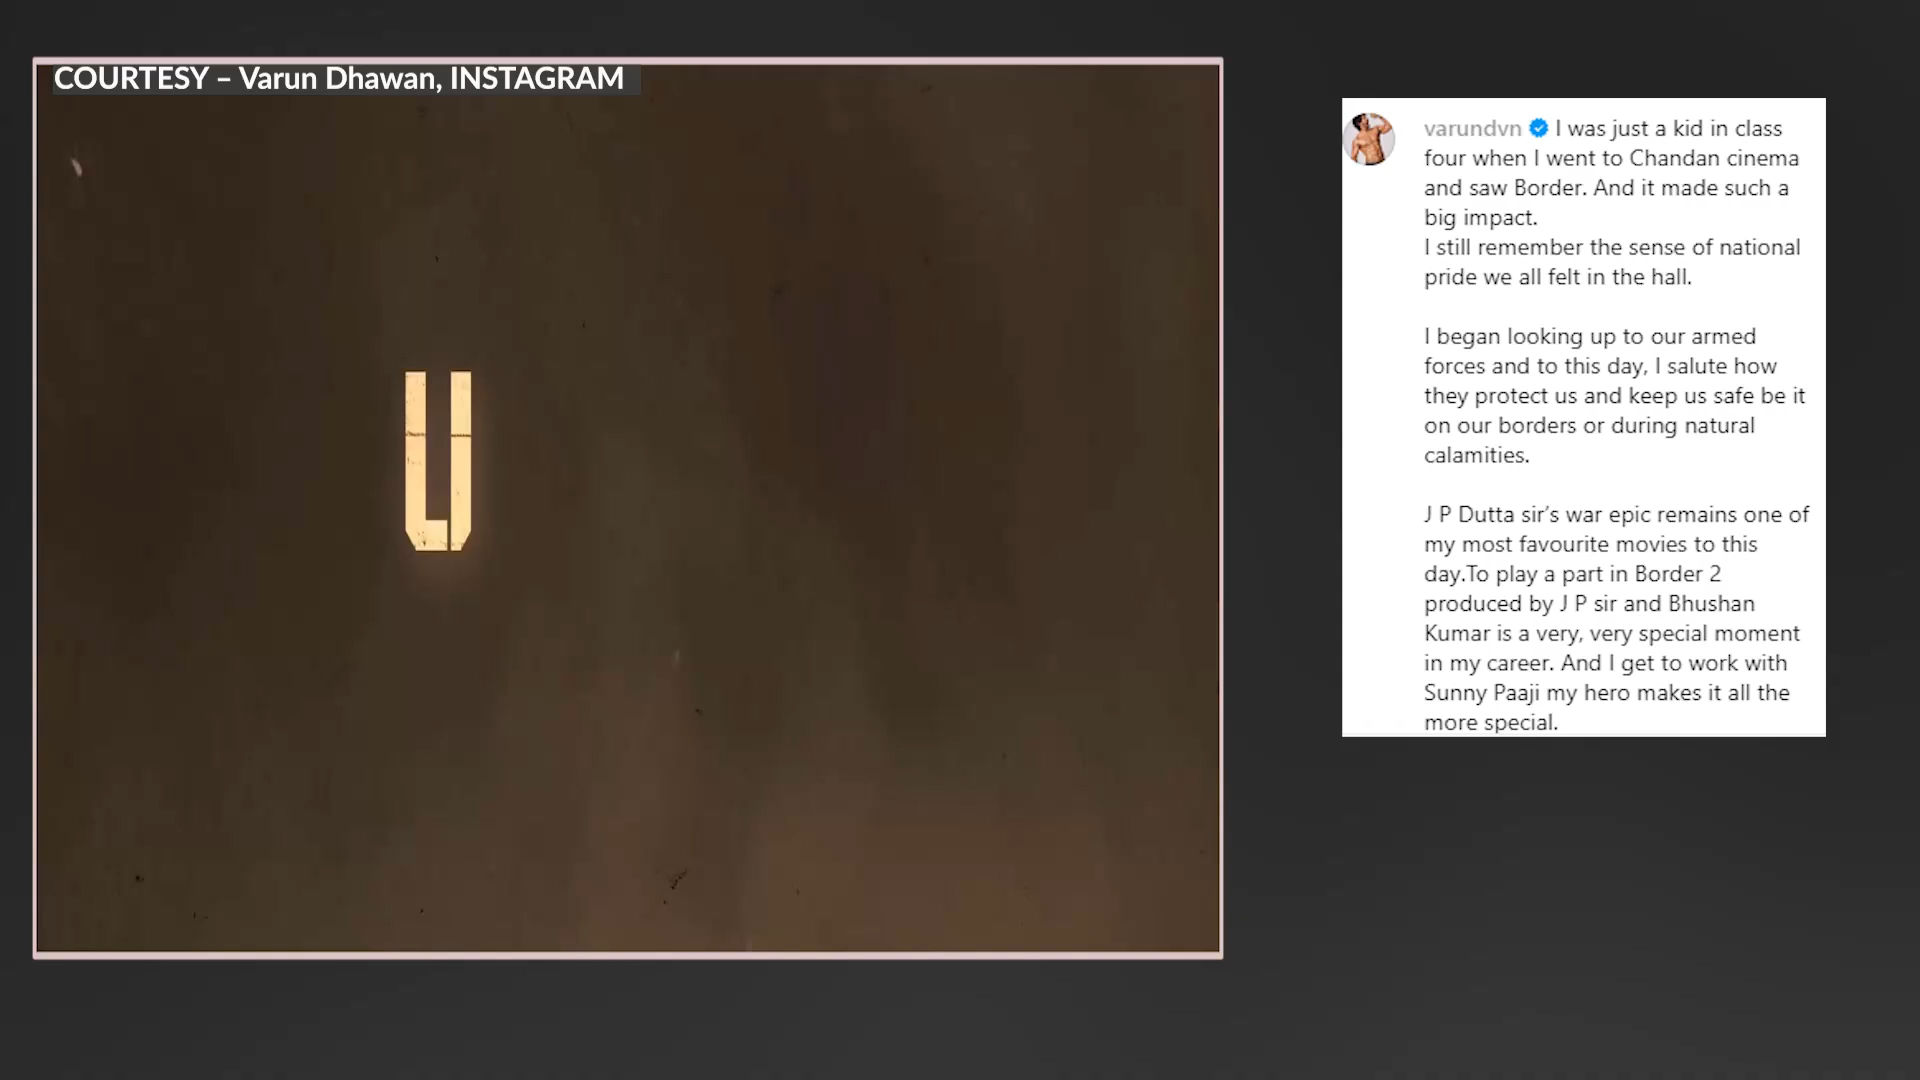 COURTESY – Varun Dhawan, INSTAGRAM
U
varundvn I was just a kid in class
four when I went to Chandan cinema
and saw Border. And it made such a
big impact.
I still remember the sense of national
pride we all felt in the hall.
I began looking up to our armed
forces and to this day, I salute how
they protect us and keep us safe be it
on our borders or during natural
calamities.
J P Dutta sir’s war epic remains one of
my most favourite movies to this
day.To play a part in Border 2
produced by J P sir and Bhushan
Kumar is a very, very special moment
in my career. And I get to work with
Sunny Paaji my hero makes it all the
more special.